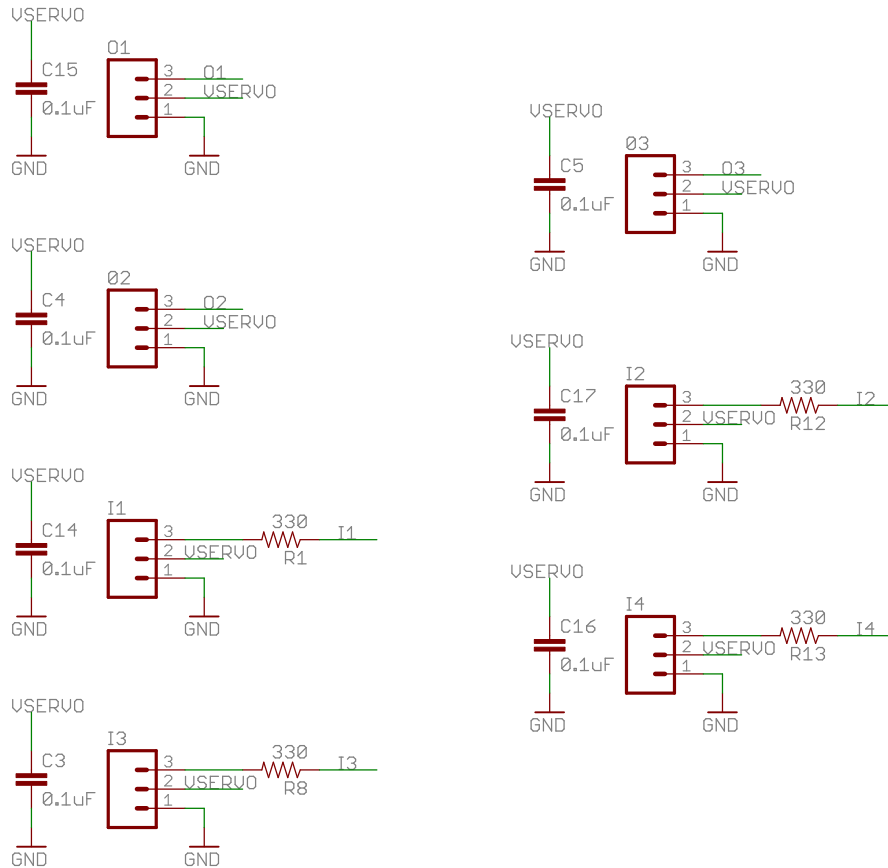 VSERVO
C15
0.1uF
GND
O1
3 O1
2 VSERVO
1
GND
VSERVO
C4
0.1uF
GND
02
3 O2
2 VSERVO
1
GND
VSERVO
C14
0.1uF
GND
I1
3 330 I1
R1
2 VSERVO
1
GND
VSERVO
C3
0.1uF
GND
I3
3 330 I3
R8
2 VSERVO
1
GND
VSERVO
C5
0.1uF
GND
03
3 O3
2 VSERVO
1
GND
VSERVO
C17
0.1uF
GND
I2
3 330 I2
R12
2 VSERVO
1
GND
VSERVO
C16
0.1uF
GND
I4
3 330 I4
R13
2 VSERVO
1
GND